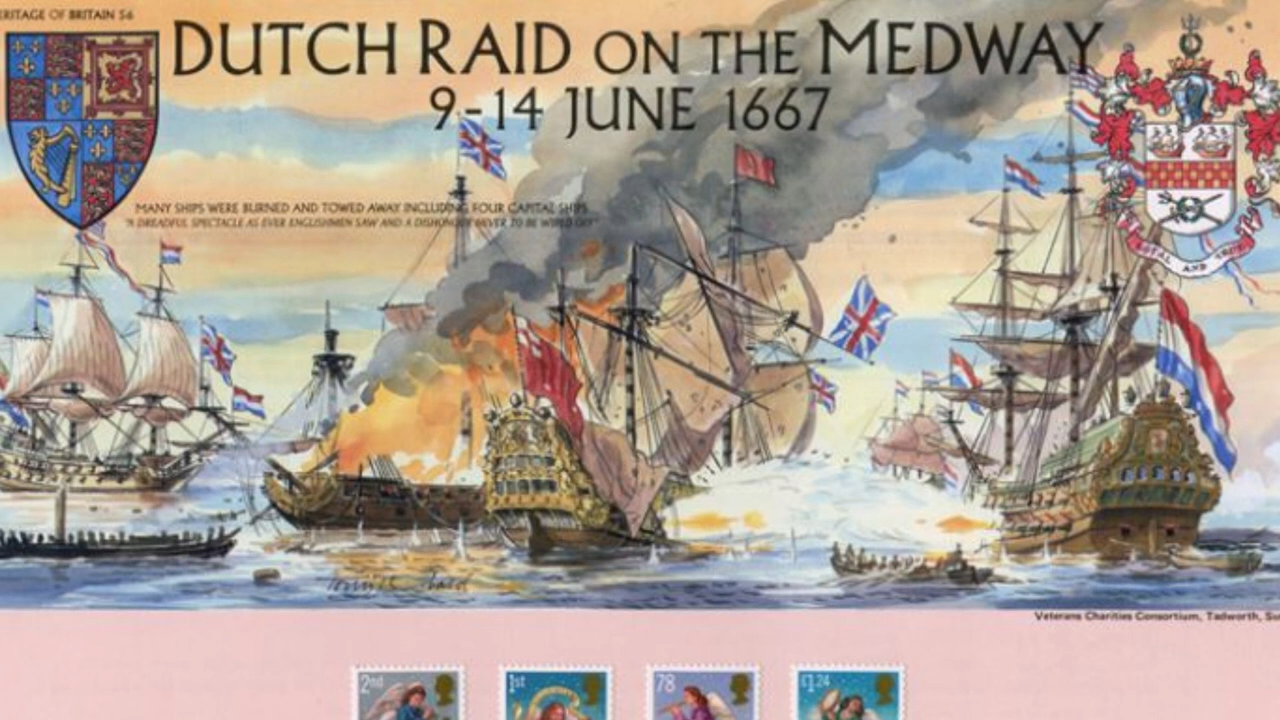 ERITAGE OF BRITAIN 56
DUTCH RAID ON THE MEDWAY
9-14 JUNE 1667
MANY SHIPS WERE BURNED AND TOWED AWAY INCLUDING FOUR CAPITAL SHIPS
"A DREADFUL SPECTACLE AS EVER ENGLISHMEN SAW AND A DISHONOUR NEVER TO BE WIPED OFF"
AND
Veterans Charities Consortium, Tadworth, Su
2nd
1st
78
£1.24